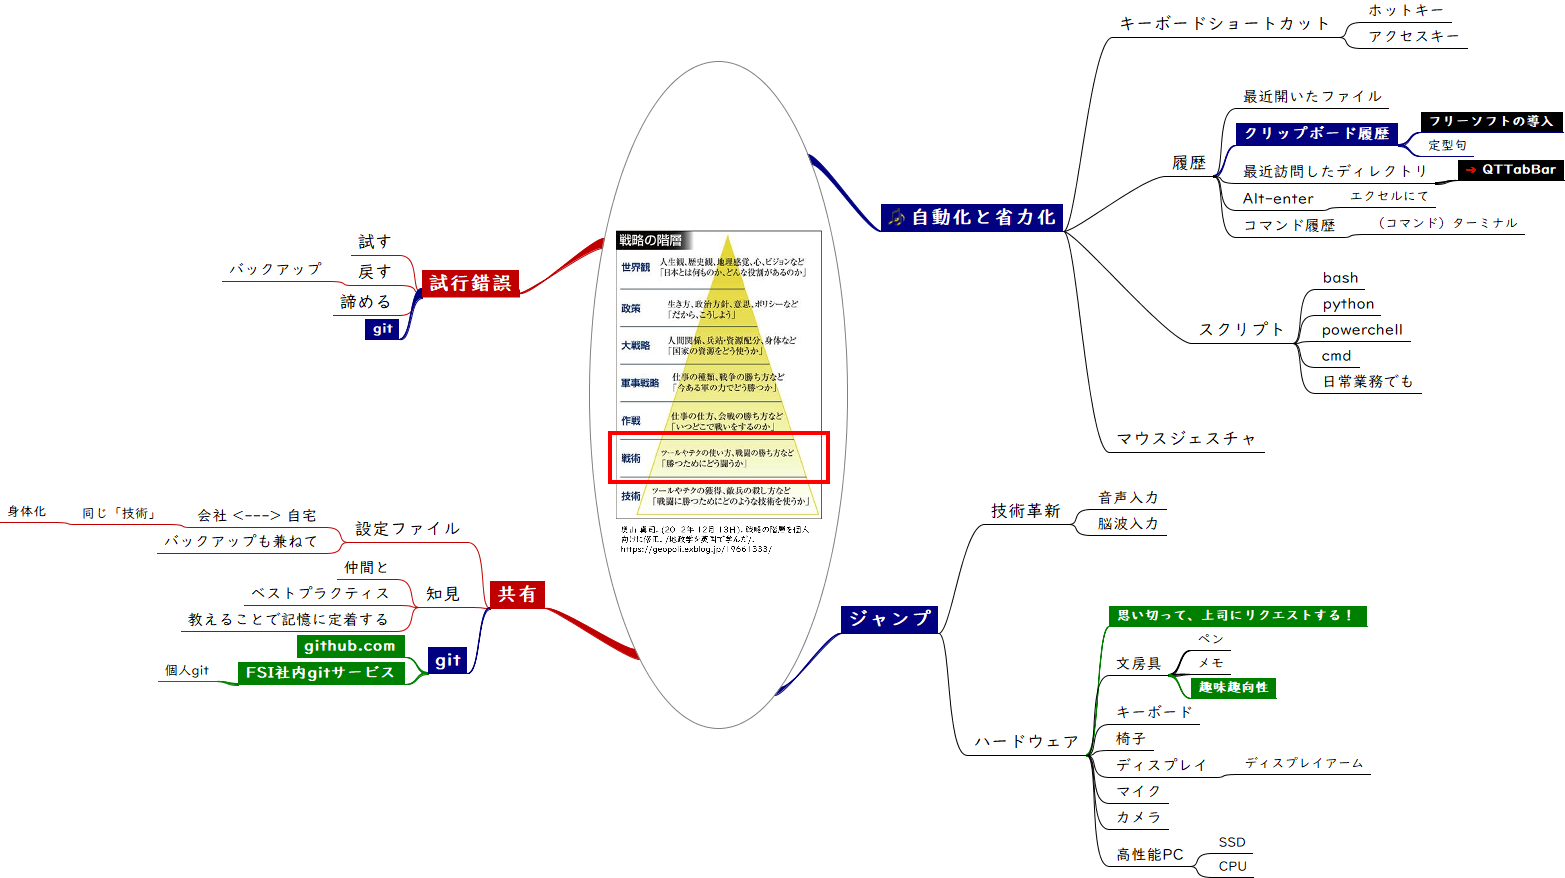 戦略の階層
世界観
人生観、歴史観、地理感覚、心、ビジョンなど
「日本とは何ものか、どんな役割があるのか」
政策
生き方、政治方針、意思、ポリシーなど
「だから、こうしよう」
大戦略
人間関係、兵站・資源配分、身体など
「国家の資源をどう使うか」
軍事戦略
仕事の種類、戦争の勝ち方など
「今ある軍の力でどう勝つか」
作戦
仕事の仕方、会戦の勝ち方など
「いつどこで戦いをするのか」
戦術
ツールやテクの使い方、戦闘の勝ち方など
「勝つためにどう闘うか」
技術
ツールやテクの獲得、敵兵の殺し方など
「戦闘に勝つためにどのような技術を使うか」
奥山 真司. (2012年 12月 13日). 戦略の階層を個人
https://geopoli.exblog.jp/19661333/
自動化と省力化
キーボードショートカット
ホットキー
アクセスキー
履歴
最近開いたファイル
クリップボード履歴
フリーソフトの導入
定型句
最近訪問したディレクトリ
→ QTTabBar
Alt-enter
エクセルにて
コマンド履歴
（コマンド）ターミナル
スクリプト
bash
python
powerchell
cmd
日常業務でも
マウスジェスチャ
ジャンプ
技術革新
音声入力
脳波入力
ハードウェア
思い切って、上司にリクエストする！
文房具
ペン
メモ
趣味趣向性
キーボード
椅子
ディスプレイ
ディスプレイアーム
マイク
カメラ
高性能PC
SSD
CPU
試行錯誤
試す
戻す
バックアップ
諦める
git
共有
設定ファイル
会社 <---> 自宅
同じ「技術」
身体化
バックアップも兼ねて
知見
仲間と
ベストプラクティス
教えることで記憶に定着する
git
github.com
FSI社内gitサービス
個人git